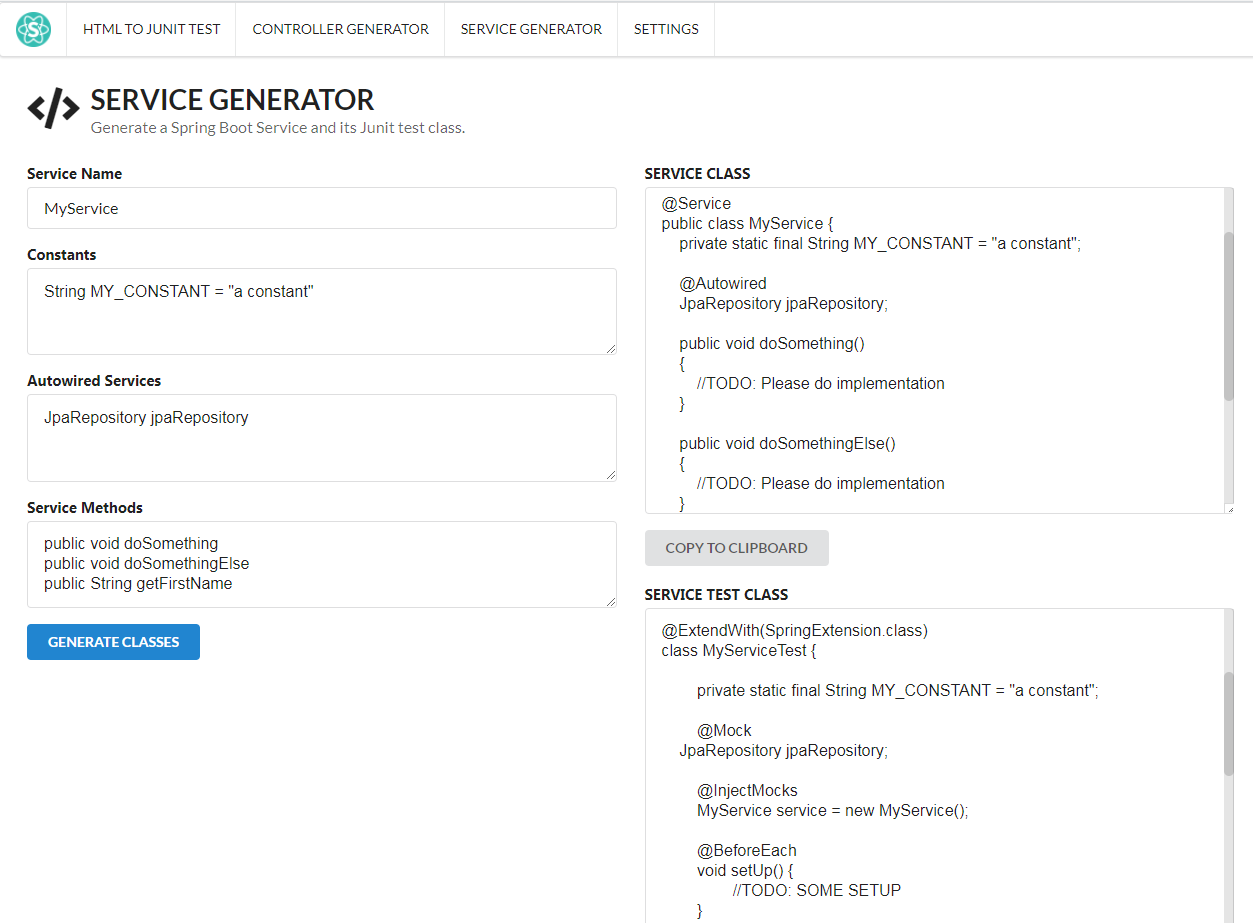 HTML TO JUNIT TEST
CONTROLLER GENERATOR
SERVICE GENERATOR
SETTINGS
SERVICE GENERATOR
Generate a Spring Boot Service and its Junit test class.
Service Name
MyService
Constants
String MY_CONSTANT = "a constant"
Autowired Services
JpaRepository jpaRepository
Service Methods
public void doSomething
public void doSomethingElse
public String getFirstName
GENERATE CLASSES
SERVICE CLASS
@Service
public class MyService {
private static final String MY_CONSTANT = "a constant";
@Autowired
JpaRepository jpaRepository;
public void doSomething()
{
//TODO: Please do implementation
}
public void doSomethingElse()
{
//TODO: Please do implementation
}
COPY TO CLIPBOARD
SERVICE TEST CLASS
@ExtendWith(SpringExtension.class)
class MyServiceTest {
private static final String MY_CONSTANT = "a constant";
@Mock
JpaRepository jpaRepository;
@InjectMocks
MyService service = new MyService();
@BeforeEach
void setUp() {
//TODO: SOME SETUP
}